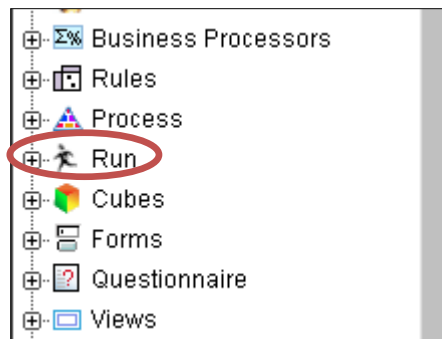 Business Processors
Rules
Process
Run
Cubes
Forms
Questionnaire
Views